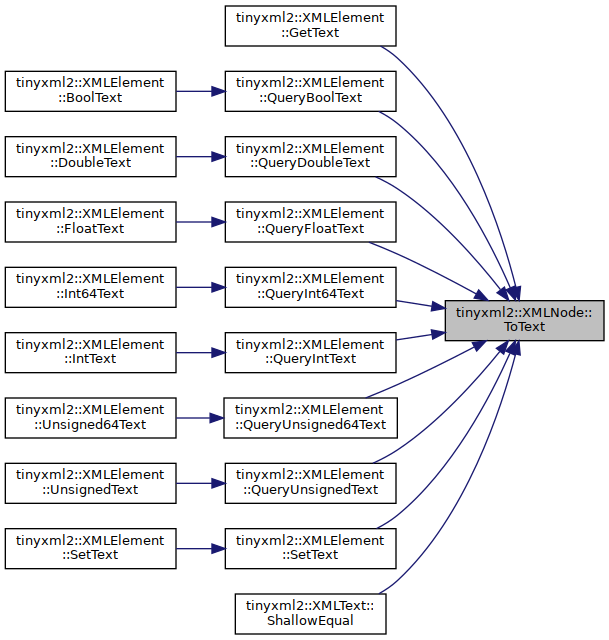 tinyxml2::XMLElement
::GetText
tinyxml2::XMLElement
::BoolText
tinyxml2::XMLElement
::QueryBoolText
tinyxml2::XMLElement
::DoubleText
tinyxml2::XMLElement
::QueryDoubleText
tinyxml2::XMLElement
::FloatText
tinyxml2::XMLElement
::QueryFloatText
tinyxml2::XMLElement
::Int64Text
tinyxml2::XMLElement
::QueryInt64Text
tinyxml2::XMLNode::
ToText
tinyxml2::XMLElement
::IntText
tinyxml2::XMLElement
::QueryIntText
tinyxml2::XMLElement
::Unsigned64Text
tinyxml2::XMLElement
::QueryUnsigned64Text
tinyxml2::XMLElement
::UnsignedText
tinyxml2::XMLElement
::QueryUnsignedText
tinyxml2::XMLElement
::SetText
tinyxml2::XMLElement
::SetText
tinyxml2::XMLText::
ShallowEqual